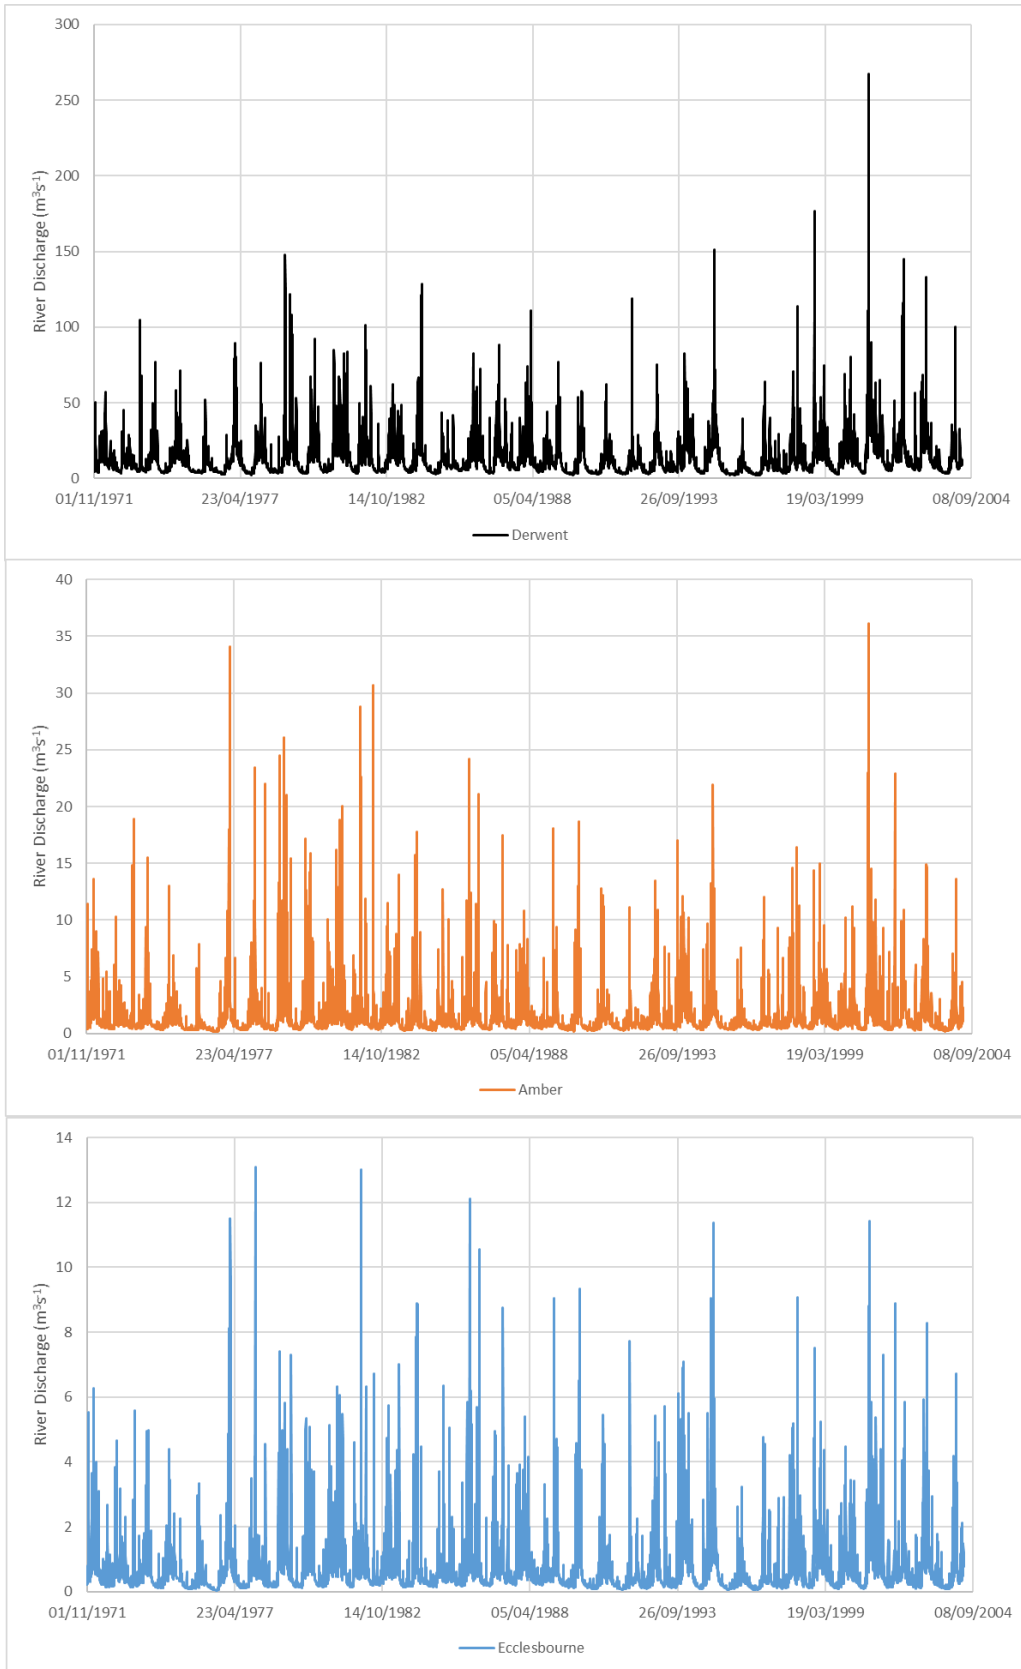 300
250
200
150
100
50
0
River Discharge (m³s⁻¹)
01/11/1971 23/04/1977 14/10/1982 05/04/1988 26/09/1993 19/03/1999 08/09/2004
Derwent
40
35
30
25
20
15
10
5
0
River Discharge (m³s⁻¹)
01/11/1971 23/04/1977 14/10/1982 05/04/1988 26/09/1993 19/03/1999 08/09/2004
Amber
14
12
10
8
6
4
2
0
River Discharge (m³s⁻¹)
01/11/1971 23/04/1977 14/10/1982 05/04/1988 26/09/1993 19/03/1999 08/09/2004
Ecclesbourne